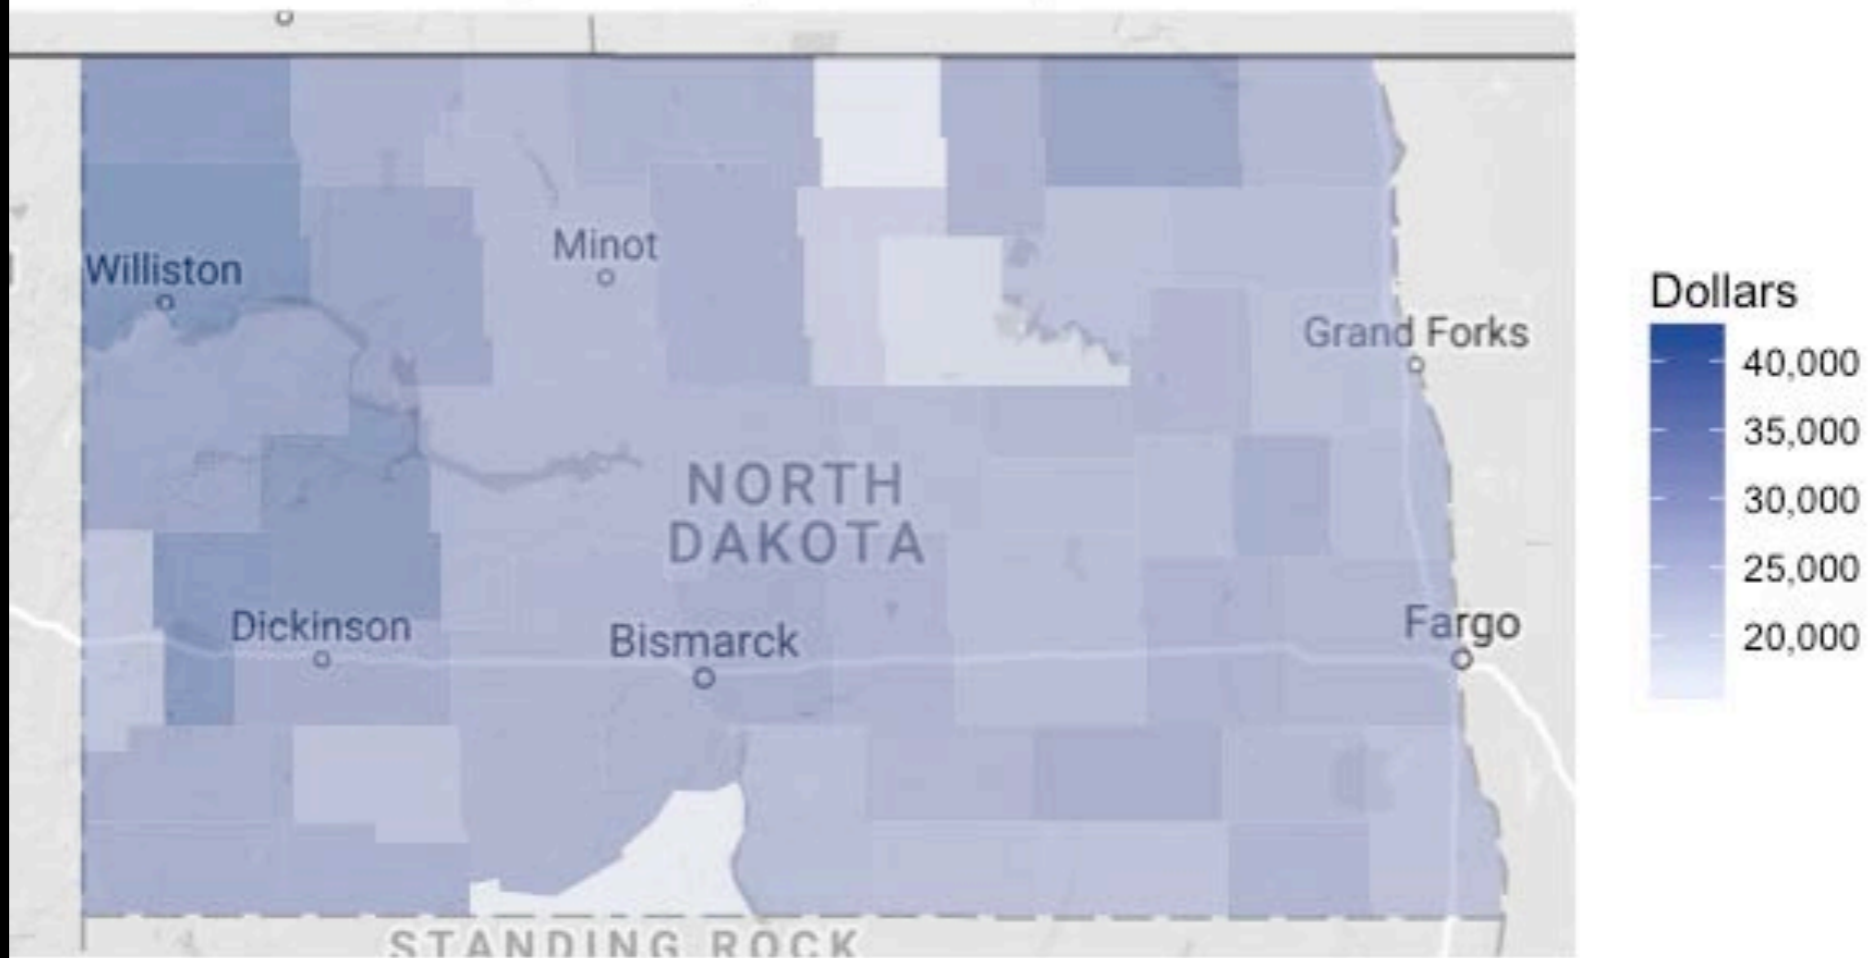 Williston
Minot
Grand Forks
NORTH
DAKOTA
Dickinson
Bismarck
Fargo
STANDING ROCK
Dollars
40,000
35,000
30,000
25,000
20,000